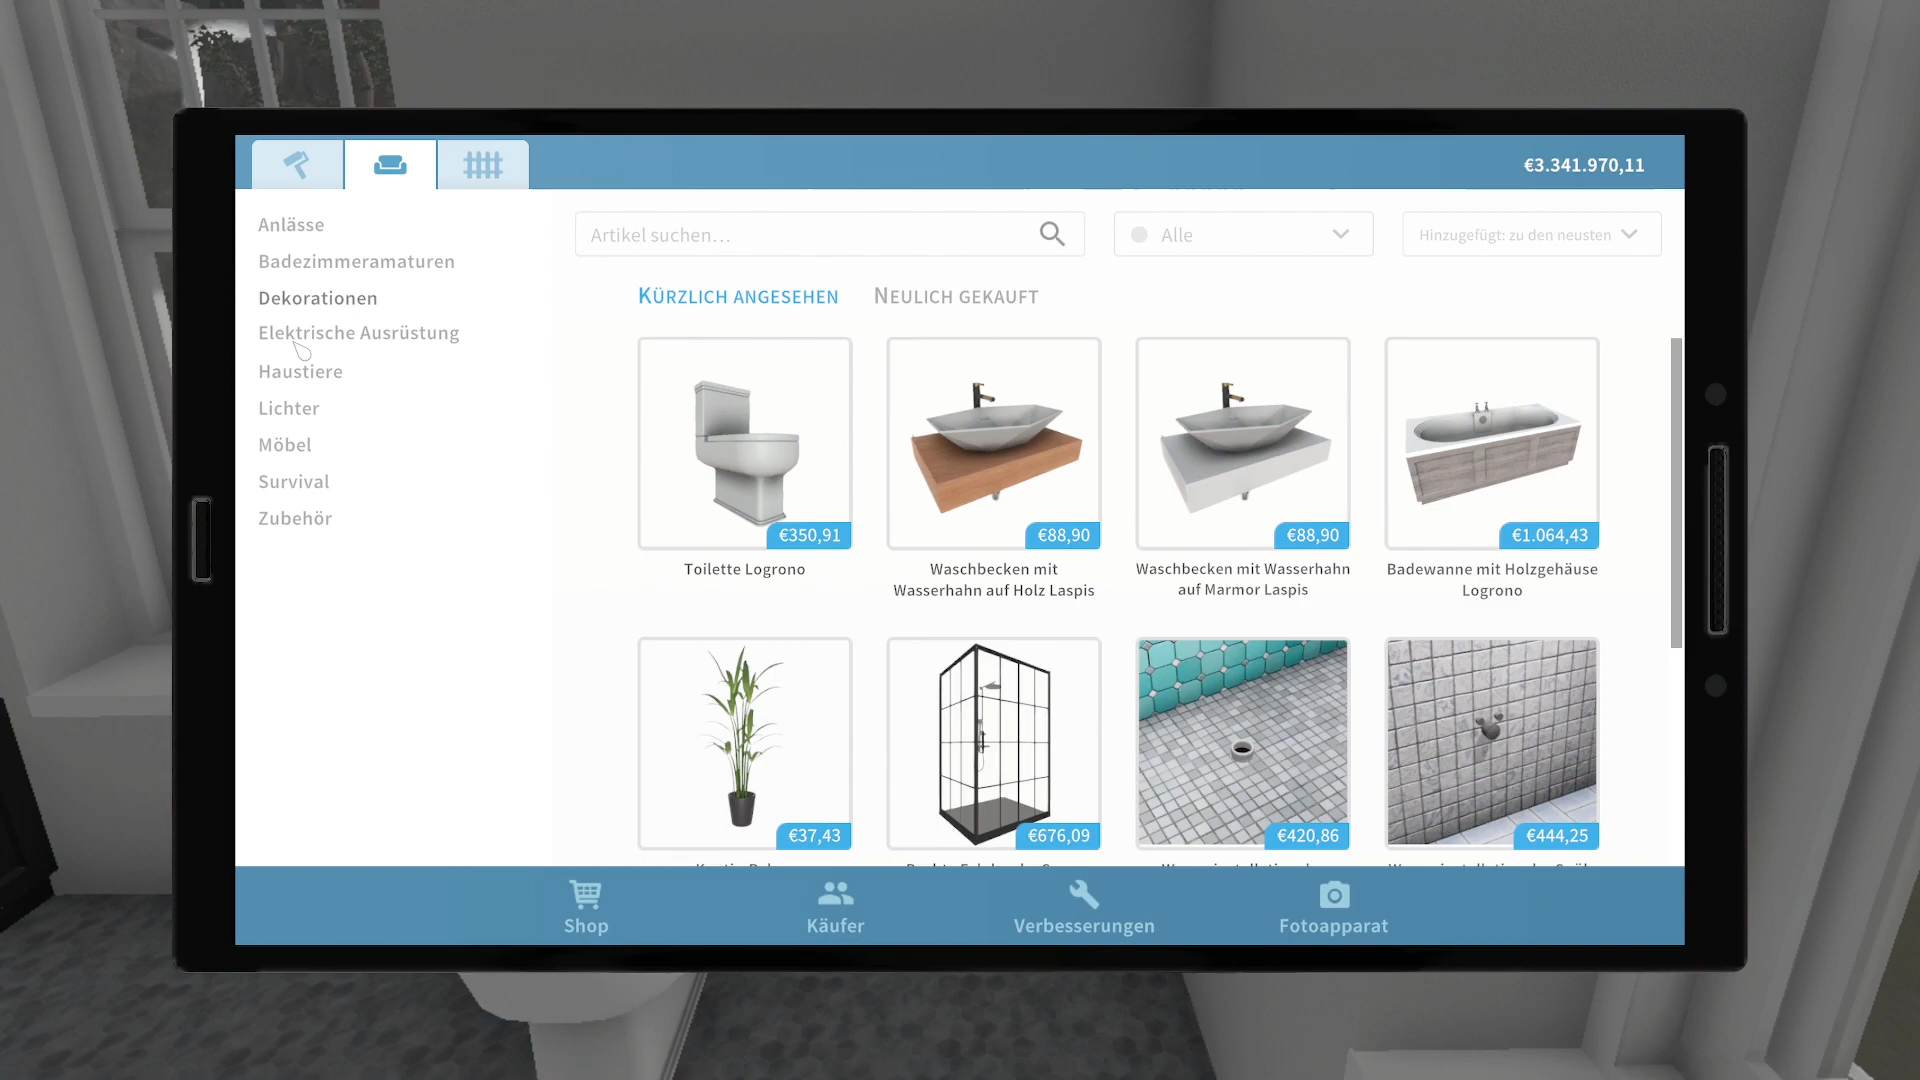 €3.341.970,11
Anlässe
Badezimmeramaturen
Dekorationen
Elektrische Ausrüstung
Haustiere
Lichter
Möbel
Survival
Zubehör
Artikel suchen...
Alle
Hinzugefügt: zu den neusten
KÜRZLICH ANGESEHEN
NEULICH GEKAUFT
€350,91
Toilette Logrono
€88,90
Waschbecken mit
Wasserhahn auf Holz Laspis
€88,90
Waschbecken mit Wasserhahn
auf Marmor Laspis
€1.064,43
Badewanne mit Holzgehäuse
Logrono
€37,43
€676,09
€420,86
€444,25
Shop
Käufer
Verbesserungen
Fotoapparat